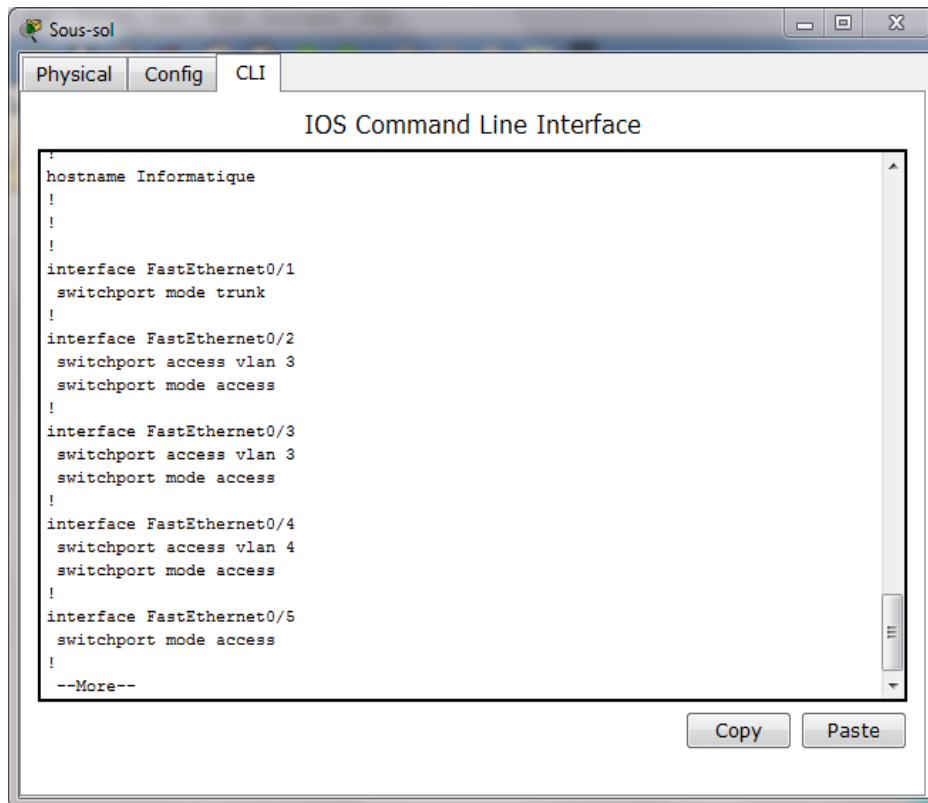 Sous-sol
Physical Config CLI
IOS Command Line Interface
!
hostname Informatique
!
!
!
interface FastEthernet0/1
switchport mode trunk
!
interface FastEthernet0/2
switchport access vlan 3
switchport mode access
!
interface FastEthernet0/3
switchport access vlan 3
switchport mode access
!
interface FastEthernet0/4
switchport access vlan 4
switchport mode access
!
interface FastEthernet0/5
switchport mode access
!
--More--
Copy Paste